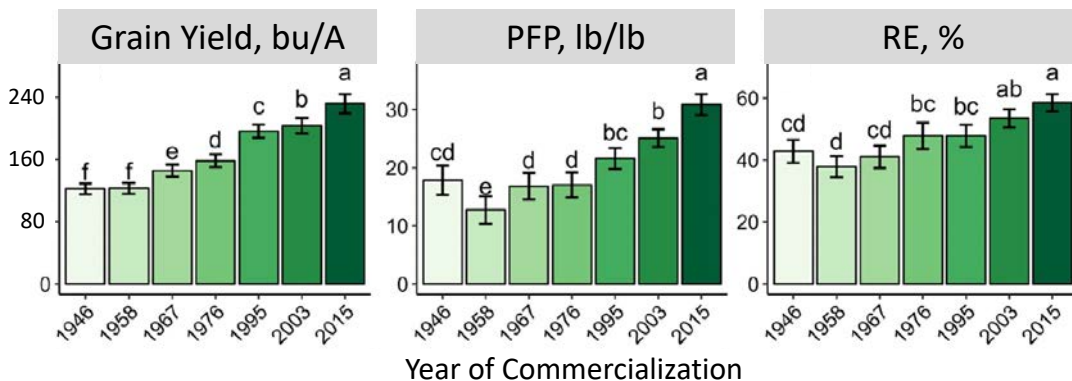 Grain Yield, bu/A
PFP, lb/lb
RE, %
240
160
80
0
f
f
e
d
c
b
a
1946
1958
1967
1976
1995
2003
2015
30
20
10
0
cd
e
d
d
bc
b
a
1946
1958
1967
1976
1995
2003
2015
60
40
20
0
cd
d
cd
bc
bc
ab
a
1946
1958
1967
1976
1995
2003
2015
Year of Commercialization